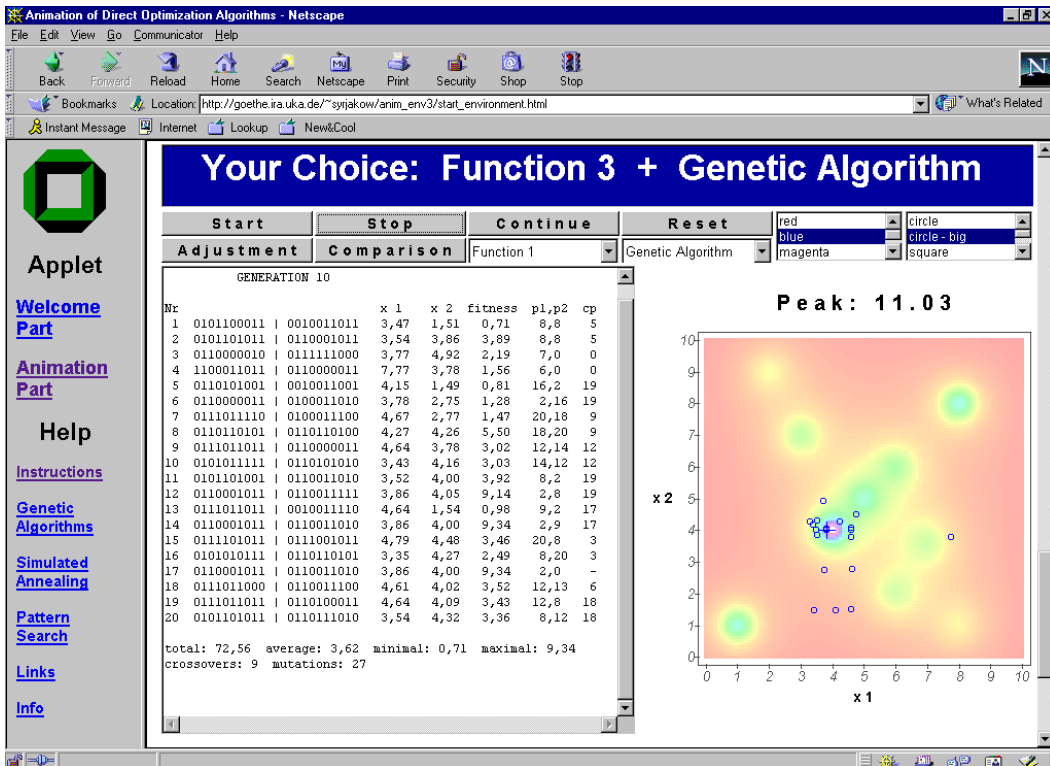 Animation of Direct Optimization Algorithms - Netscape
File Edit View Go Communicator Help
Back Forward Reload Home Search Netscape Print Security Shop Stop
My
N
Bookmarks Location: http://goethe.ira.uka.de/~syrjakow/anim_env3/start_environment.html What's Related
Instant Message Internet Lookup New&Cool
Applet
Welcome
Part
Animation
Part
Help
Instructions
Genetic
Algorithms
Simulated
Annealing
Pattern
Search
Links
Info
Your Choice: Function 3 + Genetic Algorithm
Start Stop Continue Reset
Adjustment Comparison Function 1 Genetic Algorithm
red
blue
magenta
circle
circle - big
square
GENERATION 10
Nr x 1 x 2 fitness p1,p2 cp
1 0101100011 | 0010011011 3,47 1,51 0,71 8,8 5
2 0101101011 | 0110001011 3,54 3,86 3,89 8,8 5
3 0110000010 | 0111111000 3,77 4,92 2,19 7,0 0
4 1100011011 | 0110000011 7,77 3,78 1,56 6,0 0
5 0110101001 | 0010011001 4,15 1,49 0,81 16,2 19
6 0110000011 | 0100011010 3,78 2,75 1,28 2,16 19
7 0111011110 | 0100011100 4,67 2,77 1,47 20,18 9
8 0110110101 | 0110110100 4,27 4,26 5,50 18,20 9
9 0111011011 | 0110000011 4,64 3,78 3,02 12,14 12
10 0101011111 | 0110101010 3,43 4,16 3,03 14,12 12
11 0101101001 | 0110011010 3,52 4,00 3,92 8,2 19
12 0110001011 | 0110011111 3,86 4,05 9,14 2,8 19
13 0111011011 | 0010011110 4,64 1,54 0,98 9,2 17
14 0110001011 | 0110011010 3,86 4,00 9,34 2,9 17
15 0111101011 | 0111001011 4,79 4,48 3,46 20,8 3
16 0101010111 | 0110110101 3,35 4,27 2,49 8,20 3
17 0110001011 | 0110011010 3,86 4,00 9,34 2,0 -
18 0111011000 | 0110011100 4,61 4,02 3,52 12,13 6
19 0111011011 | 0110100011 4,64 4,09 3,43 12,8 18
20 0101101011 | 0110111010 3,54 4,32 3,36 8,12 18
total: 72,56 average: 3,62 minimal: 0,71 maximal: 9,34
crossovers: 9 mutations: 27
Peak: 11.03
10
9
8
7
6
x 2 5
4
3
2
1
0
0 1 2 3 4 5 6 7 8 9 10
x 1